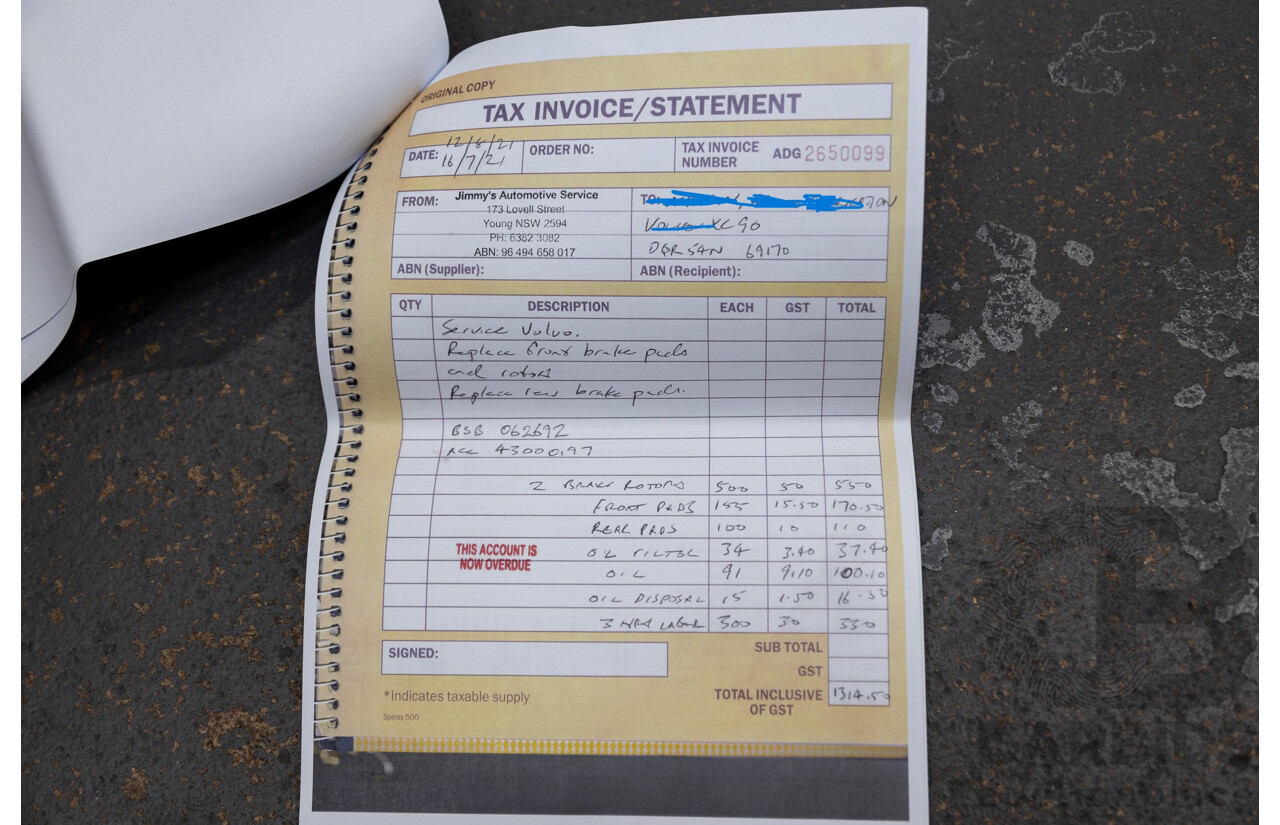 ORIGINAL COPY
TAX INVOICE/STATEMENT
12/8/21
DATE: 16/7/21
ORDER NO:
TAX INVOICE NUMBER ADG 2650099
FROM: Jimmy's Automotive Service
173 Lovell Street
Young NSW 2594
PH: 6382 3082
ABN: 96 494 658 017
ABN (Supplier):
TO:
Volvo XC90
DQR54N 69170
ABN (Recipient):
QTY DESCRIPTION EACH GST TOTAL
Service Volvo.
Replace front brake pads
and rotors
Replace rear brake pads.
BSB 062692
Acc 43000197
2 BRAKE ROTORS 500 50 550
FRONT PADS 155 15.50 170.50
REAR PADS 100 10 110
OIL FILTER 34 3.40 37.40
OIL 91 9.10 100.10
OIL DISPOSAL 15 1.50 16.50
3 HRS LABOUR 300 30 330
THIS ACCOUNT IS
NOW OVERDUE
SIGNED:
SUB TOTAL
GST
TOTAL INCLUSIVE
OF GST
1314.50
*Indicates taxable supply
Spirax 500